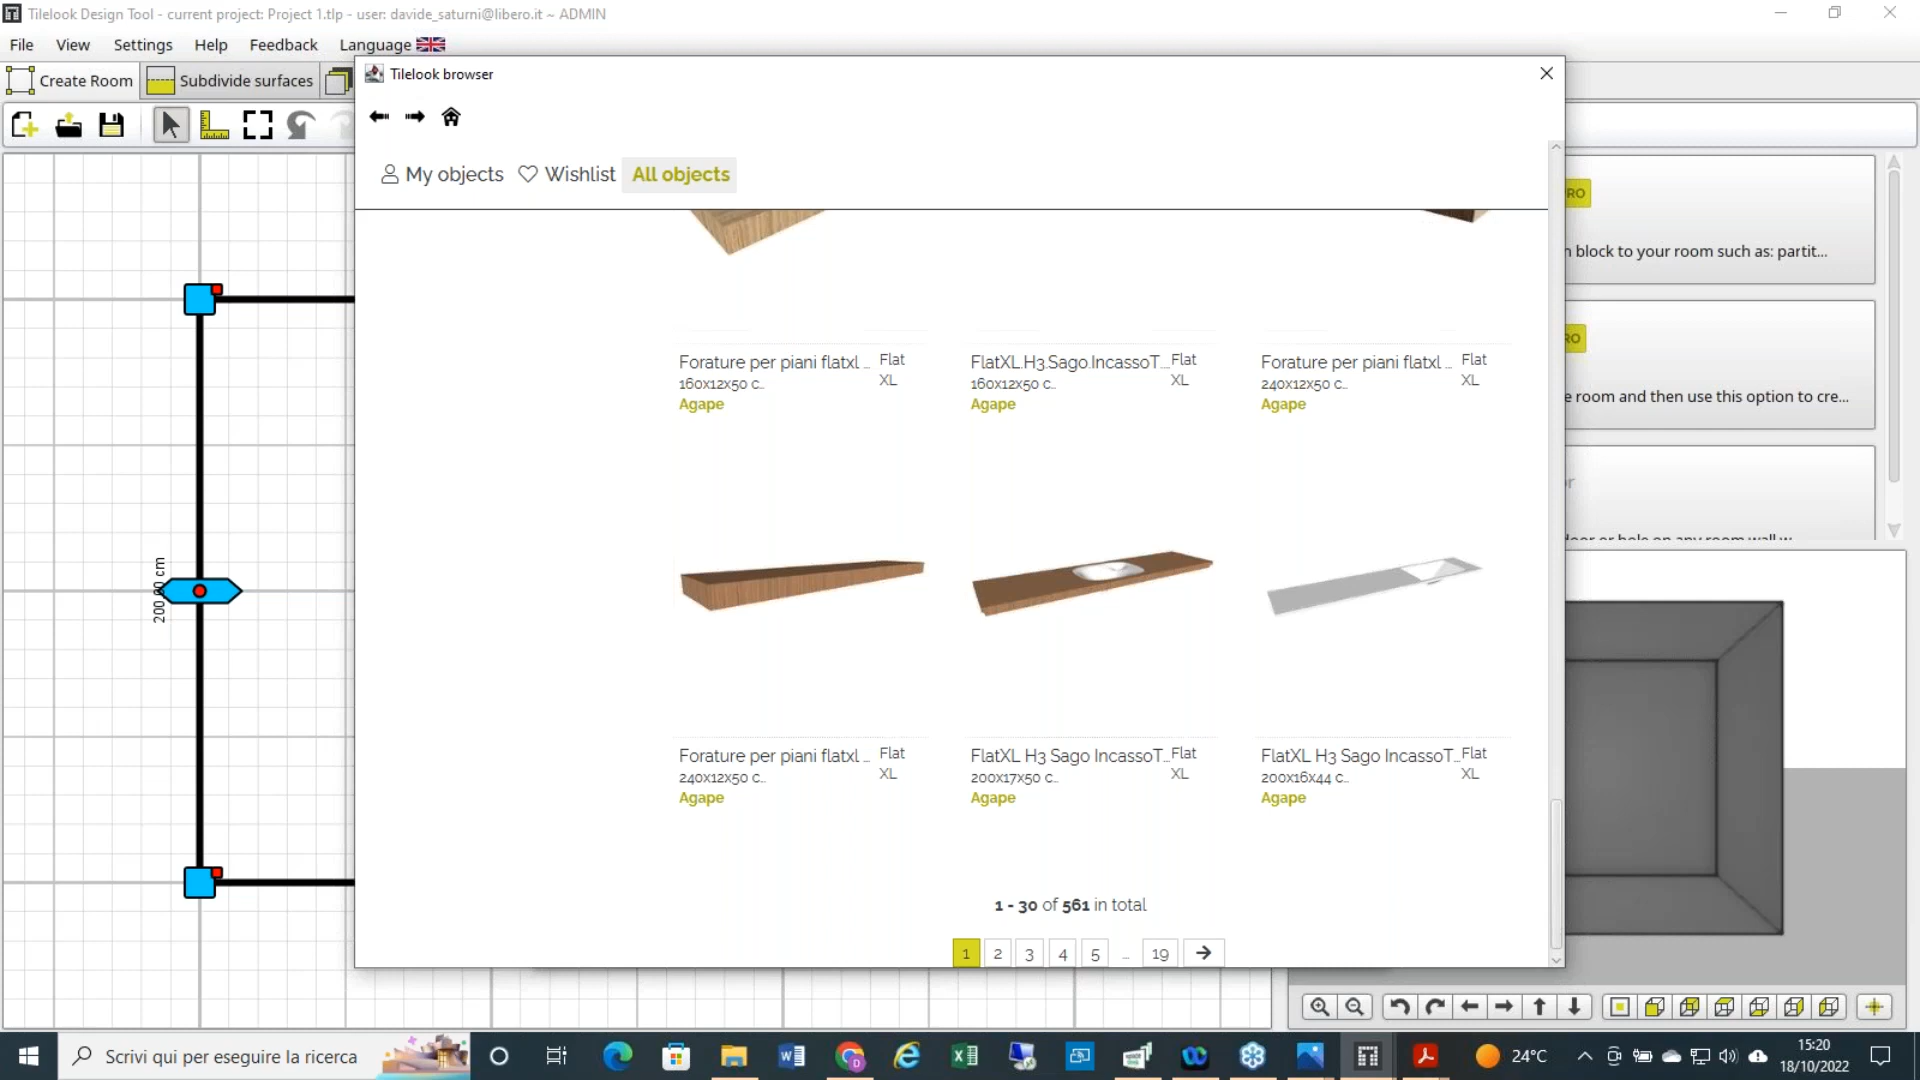 Tilelook Design Tool - current project: Project 1.tlp - user: davide_saturni@libero.it ~ ADMIN
File View Settings Help Feedback Language
Create Room Subdivide surfaces
Tilelook browser
My objects Wishlist All objects
Forature per piani flatxl ... Flat XL
160x12x50 c...
Agape
FlatXL H3 Sago IncassoT... Flat XL
160x12x50 c...
Agape
Forature per piani flatxl ... Flat XL
240x12x50 c...
Agape
Forature per piani flatxl ... Flat XL
240x12x50 c...
Agape
FlatXL H3 Sago IncassoT... Flat XL
200x17x50 c...
Agape
FlatXL H3 Sago IncassoT... Flat XL
200x16x44 c...
Agape
1 - 30 of 561 in total
1 2 3 4 5 ... 19
RO
block to your room such as: partit...
RO
e room and then use this option to cre...
200.00 cm
Scrivi qui per eseguire la ricerca
24°C
15:20
18/10/2022